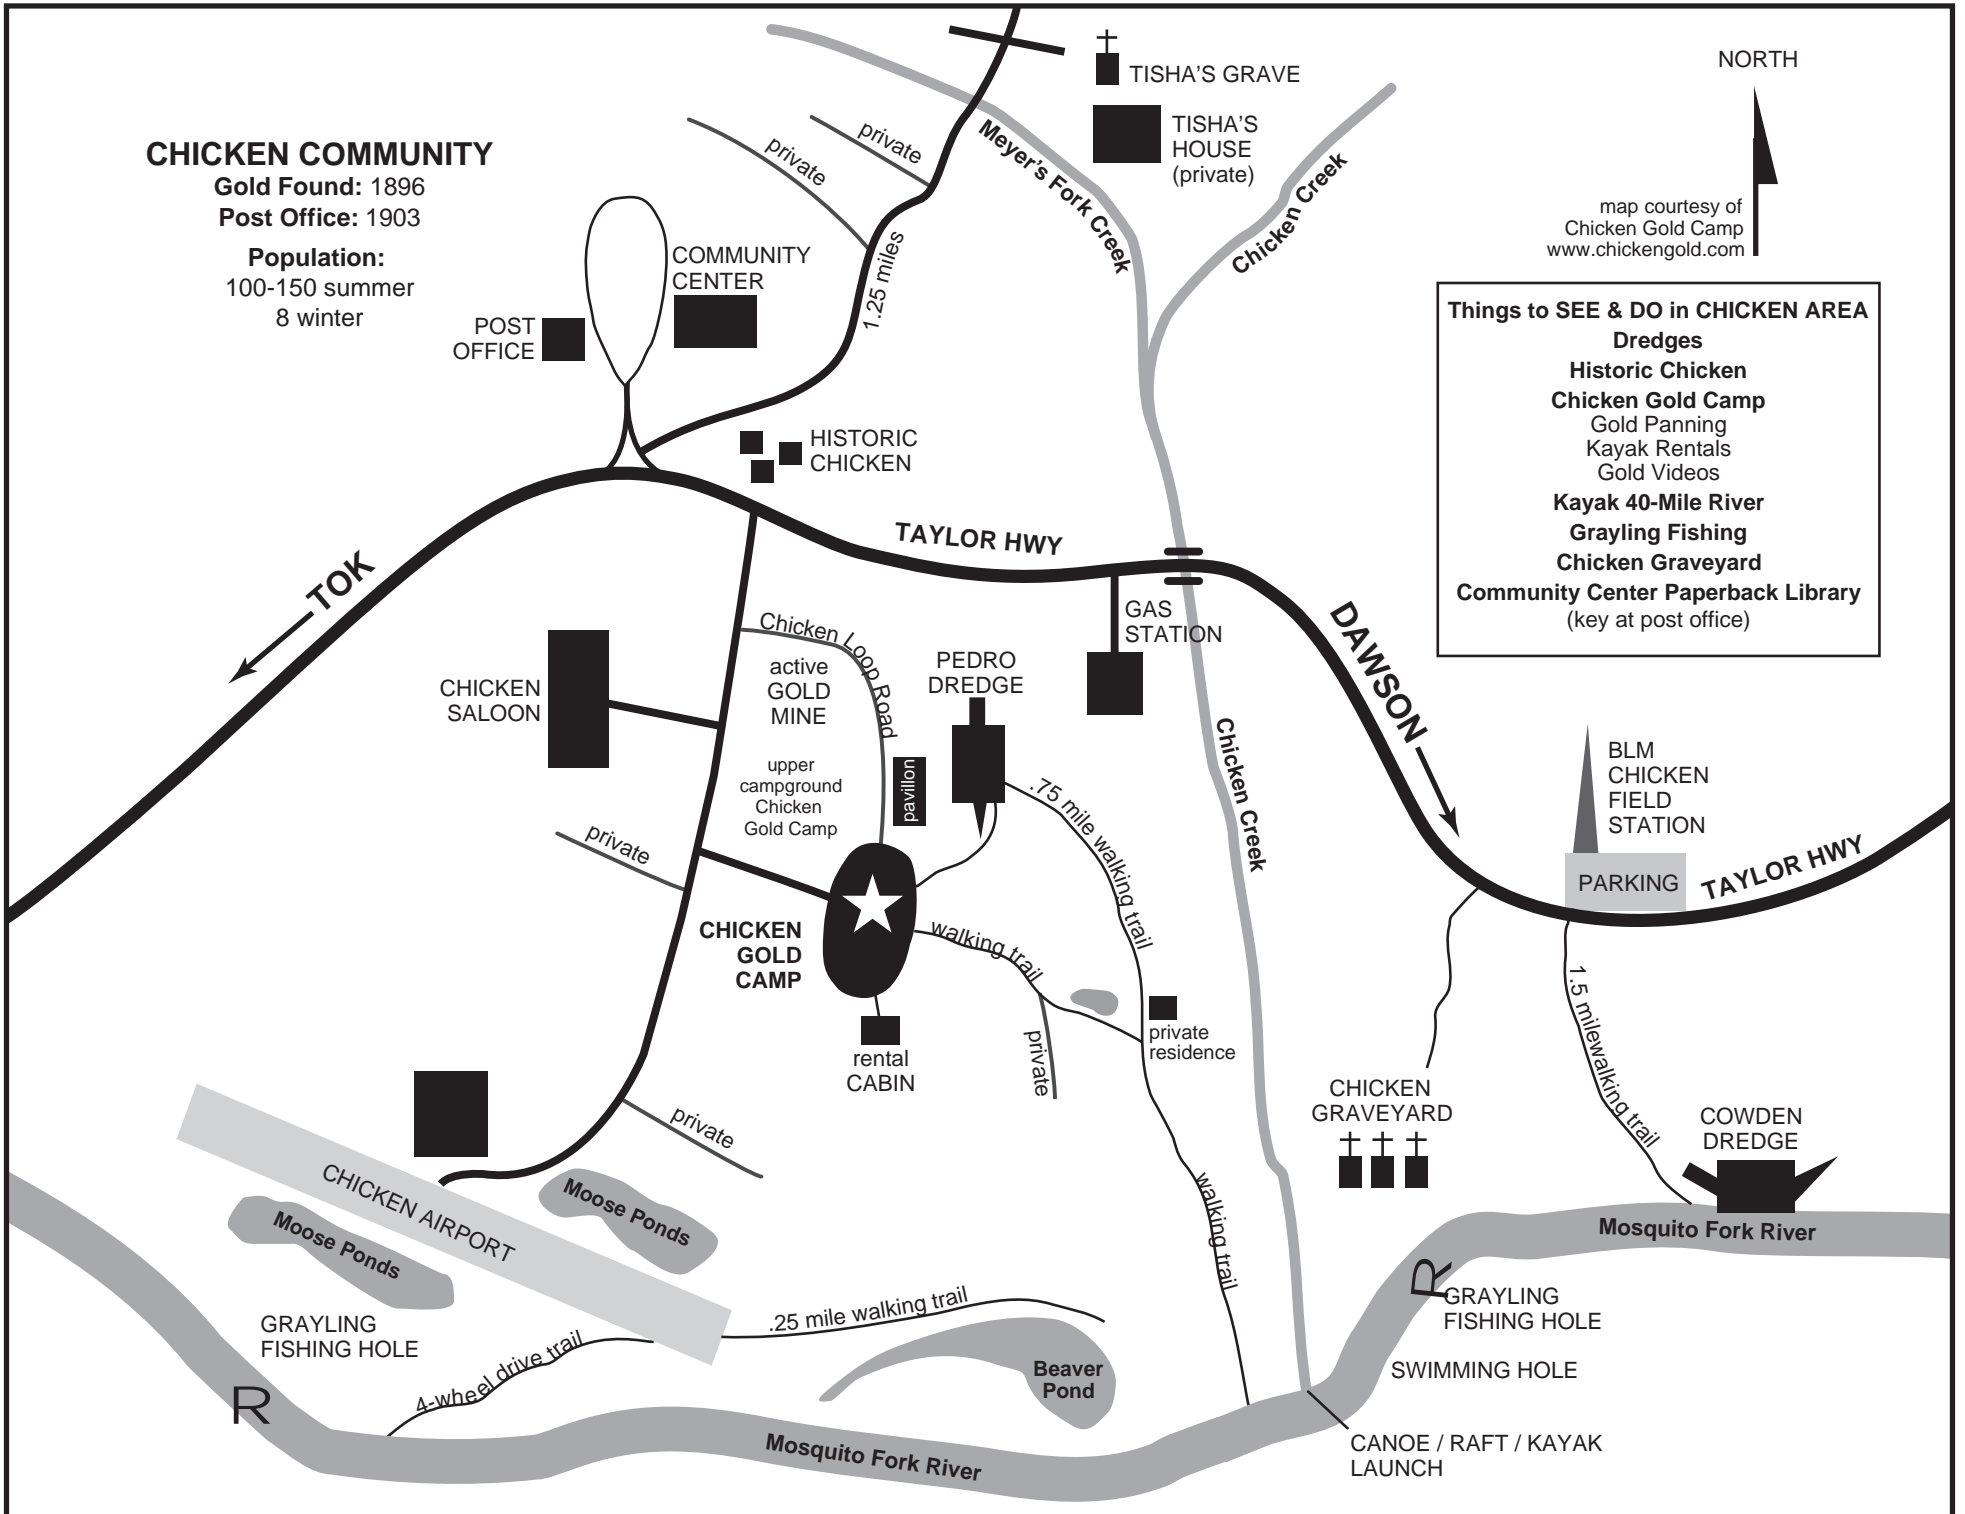 CHICKEN COMMUNITY
Gold Found: 1896
Post Office: 1903
Population:
100-150 summer
8 winter
private
private
1.25 miles
TISHA'S GRAVE
TISHA'S
HOUSE
(private)
Meyer's Fork Creek
Chicken Creek
NORTH
map courtesy of
Chicken Gold Camp
www.chickengold.com
COMMUNITY
CENTER
POST
OFFICE
HISTORIC
CHICKEN
Things to SEE & DO in CHICKEN AREA
Dredges
Historic Chicken
Chicken Gold Camp
Gold Panning
Kayak Rentals
Gold Videos
Kayak 40-Mile River
Grayling Fishing
Chicken Graveyard
Community Center Paperback Library
(key at post office)
TOK
TAYLOR HWY
GAS
STATION
DAWSON
CHICKEN
SALOON
Chicken Loop Road
active
GOLD
MINE
upper
campground
Chicken
Gold Camp
pavillon
PEDRO
DREDGE
.75 mile walking trail
Chicken Creek
BLM
CHICKEN
FIELD
STATION
PARKING
TAYLOR HWY
private
CHICKEN
GOLD
CAMP
walking trail
private
private
residence
rental
CABIN
1.5 milewalking trail
CHICKEN
GRAVEYARD
COWDEN
DREDGE
private
CHICKEN AIRPORT
Moose Ponds
Moose Ponds
walking trail
Mosquito Fork River
R
GRAYLING
FISHING HOLE
SWIMMING HOLE
GRAYLING
FISHING HOLE
R
4-wheel drive trail
.25 mile walking trail
Beaver
Pond
Mosquito Fork River
CANOE / RAFT / KAYAK
LAUNCH